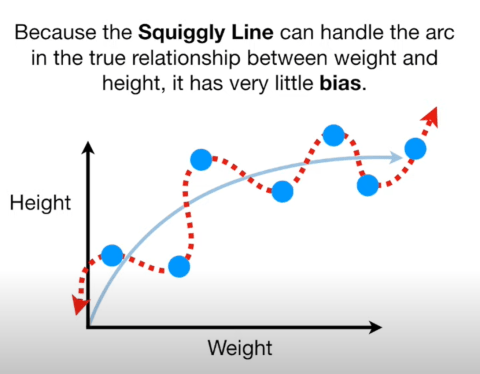 Because the Squiggly Line can handle the arc
in the true relationship between weight and
height, it has very little bias.
Height
Weight